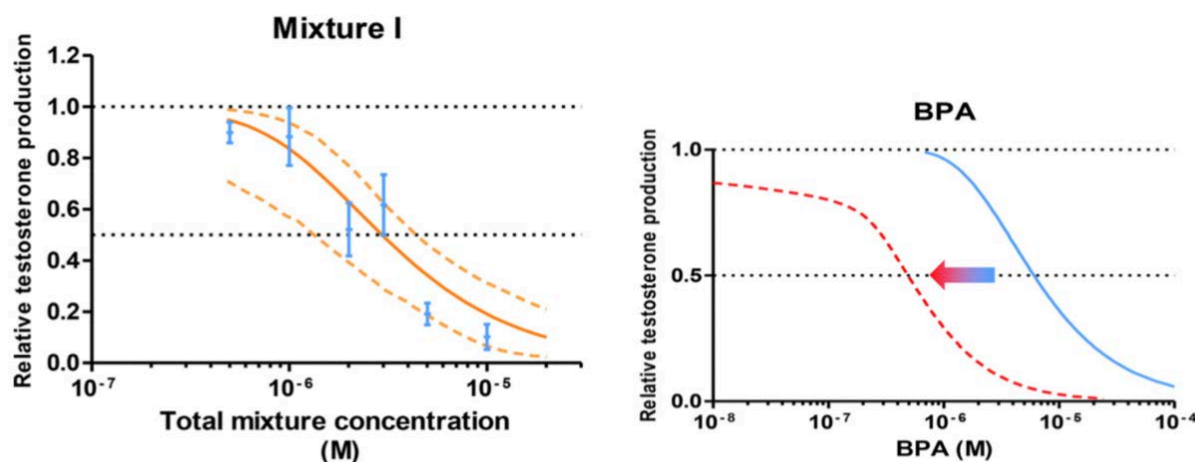 Mixture I
Relative testosterone production
1.2
1.0
0.8
0.6
0.4
0.2
0.0
10⁻⁷
10⁻⁶
10⁻⁵
Total mixture concentration
(M)
BPA
Relative testosterone production
1.0
0.5
0.0
10⁻⁸
10⁻⁷
10⁻⁶
10⁻⁵
10⁻⁴
BPA (M)